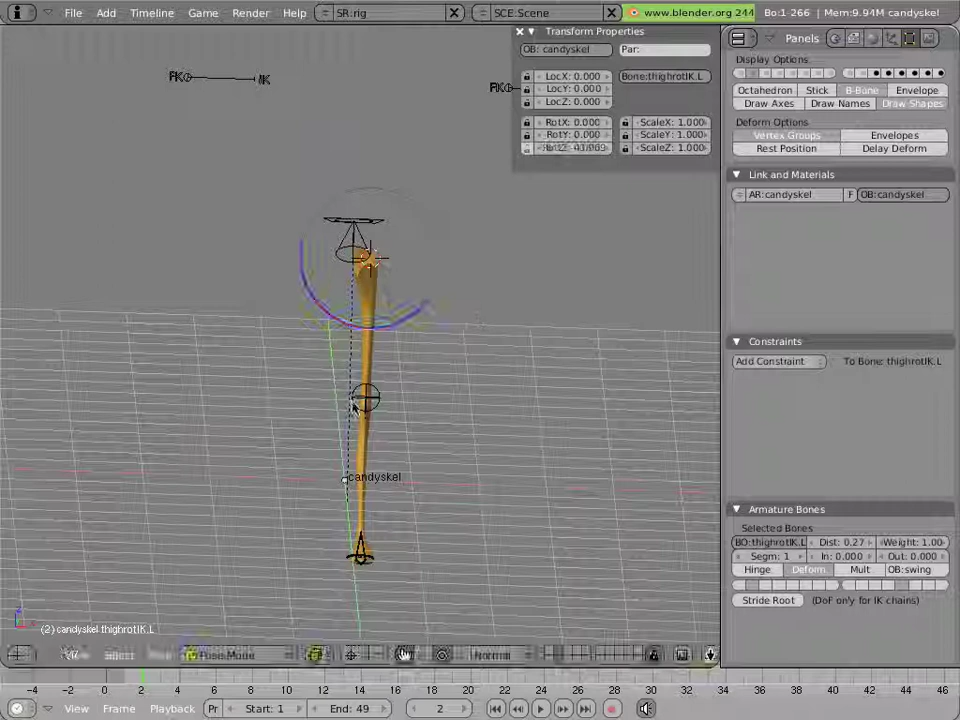 File Add Timeline Game Render Help SR:rig SCE:Scene www.blender.org 244 Bo:1-266 | Mem:9.94M candyskel
Transform Properties
OB: candyskel Par:
LocX: 0.000 Bone:thighrotIK.L
LocY: 0.000
LocZ: 0.000
RotX: 0.000 ScaleX: 1.000
RotY: 0.000 ScaleY: 1.000
ScaleZ: 1.000
Panels
Display Options:
Octahedron Stick B-Bone Envelope
Draw Axes Draw Names Draw Shapes
Deform Options
Vertex Groups Envelopes
Rest Position Delay Deform
Link and Materials
AR:candyskel F OB:candyskel
Constraints
Add Constraint To Bone: thighrotIK.L
Armature Bones
Selected Bones
BO:thighrotIK.L Dist: 0.27 Weight: 1.00
Segm: 1 In: 0.000 Out: 0.000
Hinge Deform Mult OB:swing
Stride Root (DoF only for IK chains)
FK IK
FK
candyskel
(2) candyskel thighrotIK.L
Select Pose Mode Normal
-4 -2 0 2 4 6 8 10 12 14 16 18 20 22 24 26 28 30 32 34 36 38 40 42 44 46
View Frame Playback Pr Start: 1 End: 49 2